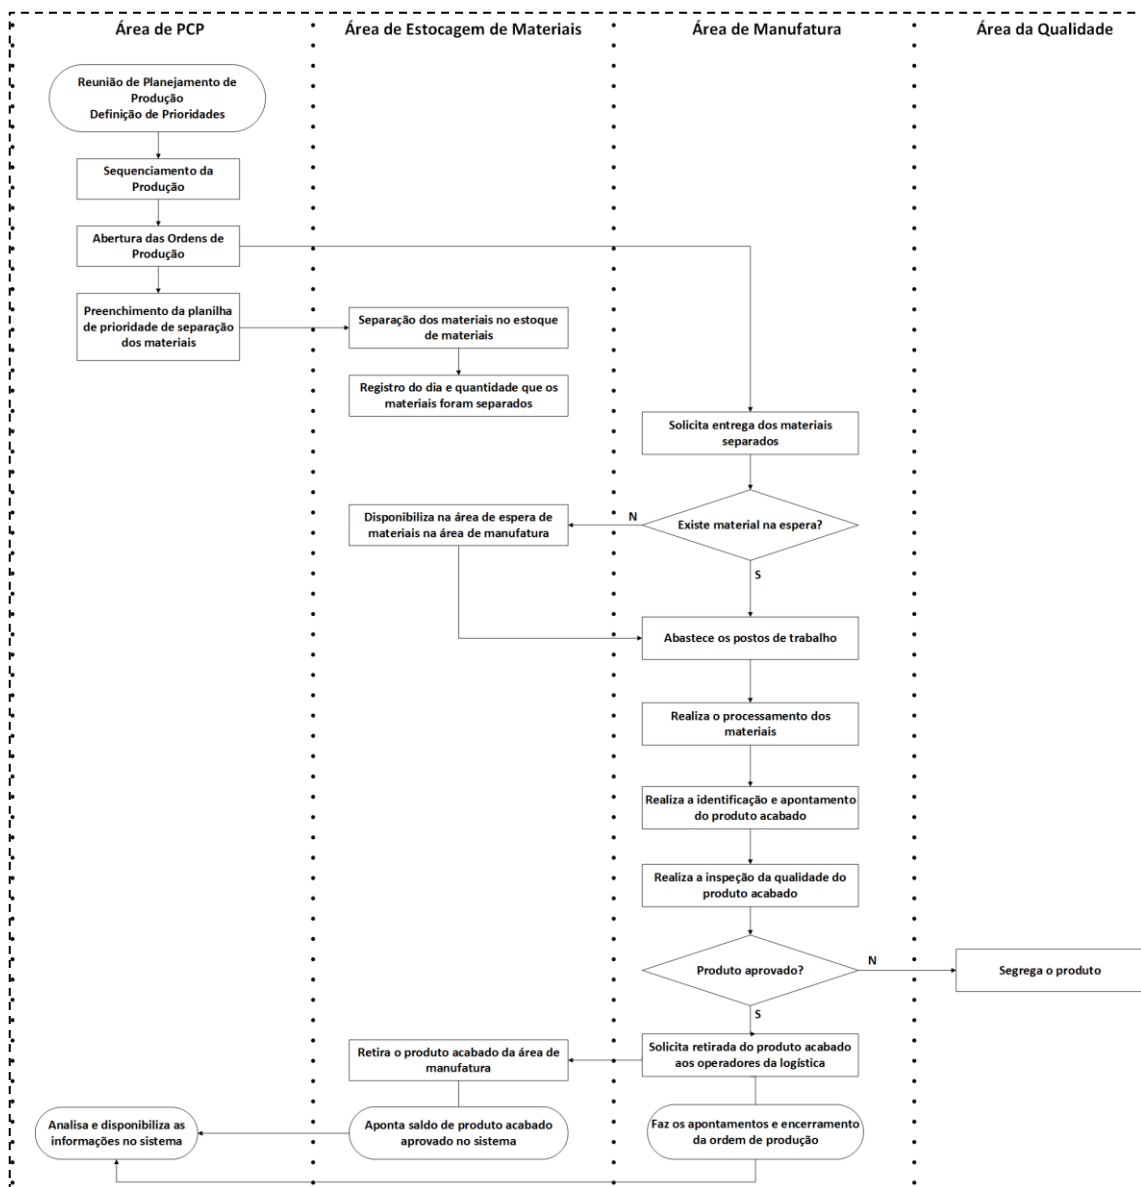 Área de PCP
Área de Estocagem de Materiais
Área de Manufatura
Área da Qualidade
Reunião de Planejamento de
Produção
Definição de Prioridades
Sequenciamento da
Produção
Abertura das Ordens de
Produção
Preenchimento da planilha
de prioridade de separação
dos materiais
Separação dos materiais no estoque
de materiais
Registro do dia e quantidade que os
materiais foram separados
Solicita entrega dos materiais
separados
Existe material na espera?
N
Disponibiliza na área de espera de
materiais na área de manufatura
S
Abastece os postos de trabalho
Realiza o processamento dos
materiais
Realiza a identificação e apontamento
do produto acabado
Realiza a inspeção da qualidade do
produto acabado
Produto aprovado?
N
Segrega o produto
S
Solicita retirada do produto acabado
aos operadores da logística
Retira o produto acabado da área de
manufatura
Faz os apontamentos e encerramento
da ordem de produção
Aponta saldo de produto acabado
aprovado no sistema
Analisa e disponibiliza as
informações no sistema